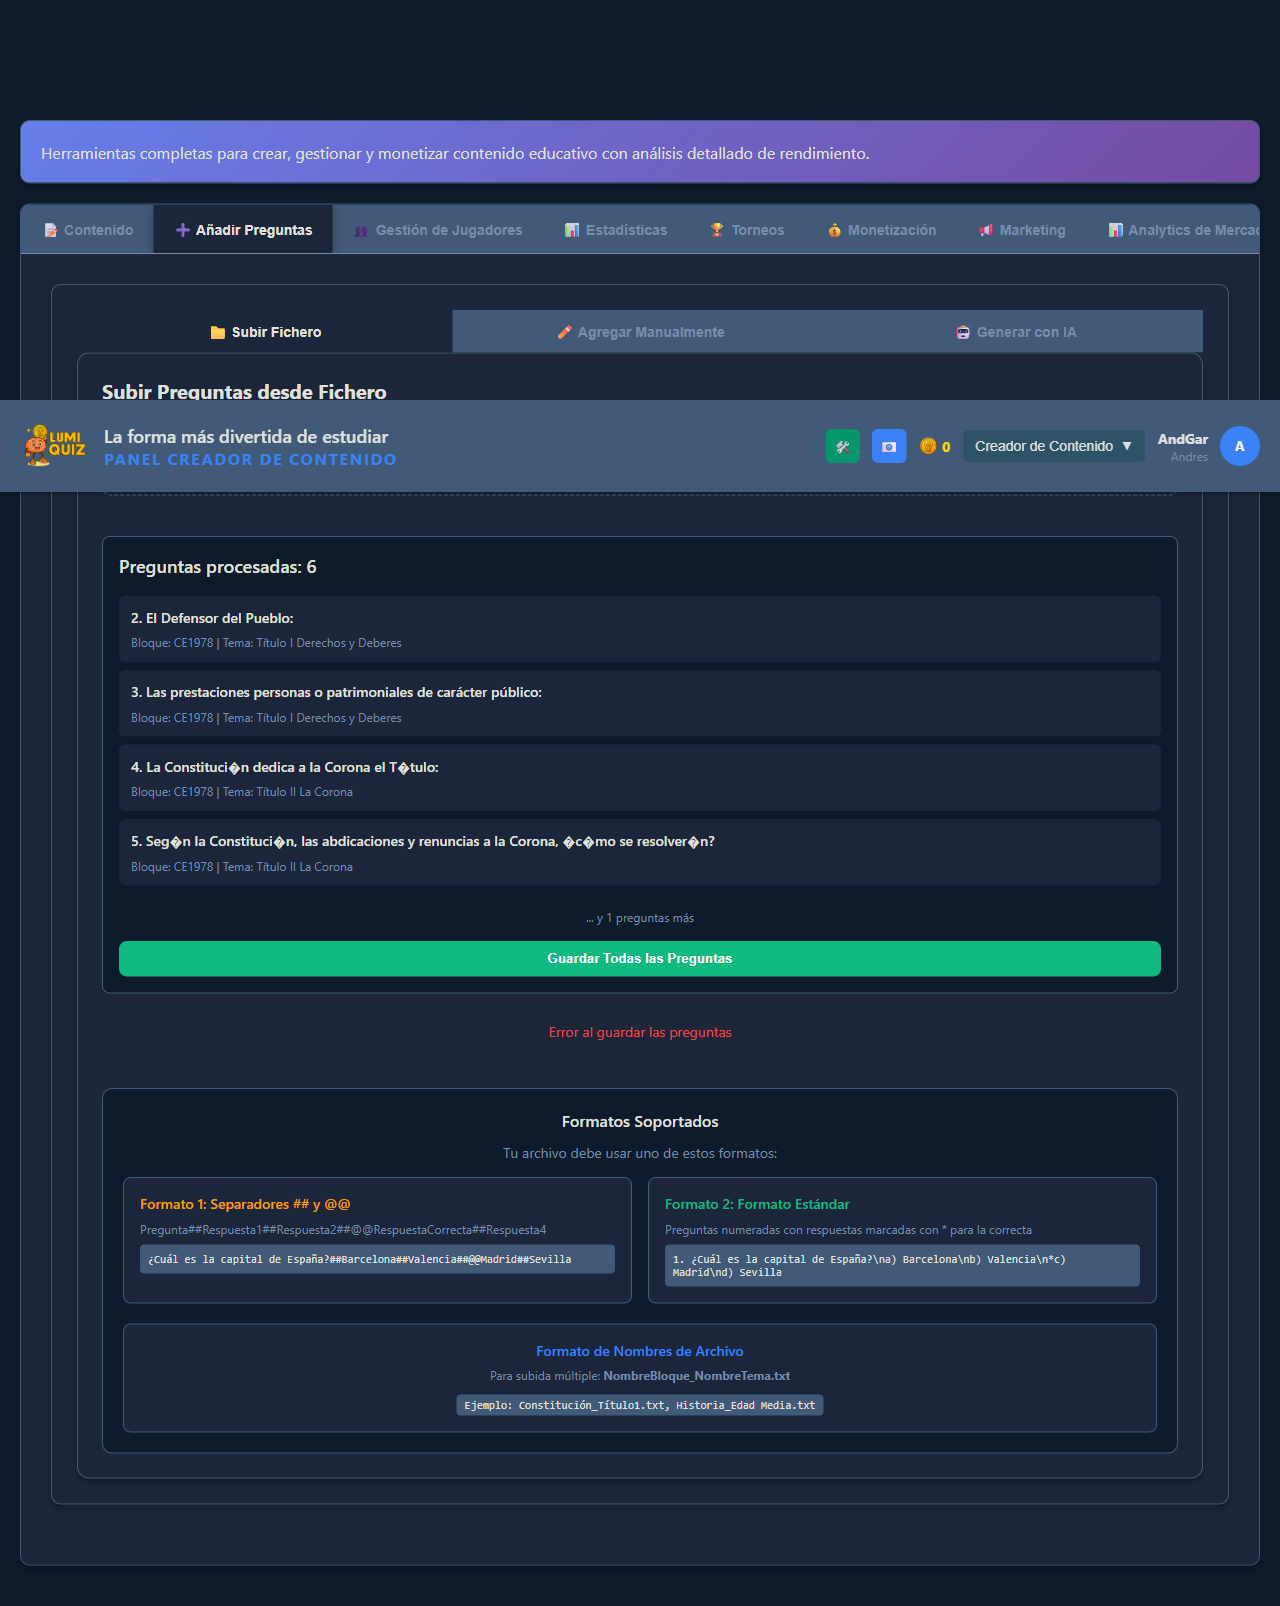 Herramientas completas para crear, gestionar y monetizar contenido educativo con análisis detallado de rendimiento.
Contenido
Añadir Preguntas
Gestión de Jugadores
Estadísticas
Torneos
Monetización
Marketing
Analytics de Mercac
Subir Fichero
Agregar Manualmente
Generar con IA
Subir Preguntas desde Fichero
LUMI
QUIZ
La forma más divertida de estudiar
PANEL CREADOR DE CONTENIDO
0
Creador de Contenido ▼
AndGar
Andres
A
Preguntas procesadas: 6
2. El Defensor del Pueblo:
Bloque: CE1978 | Tema: Título I Derechos y Deberes
3. Las prestaciones personas o patrimoniales de carácter público:
Bloque: CE1978 | Tema: Título I Derechos y Deberes
4. La Constituci�n dedica a la Corona el T�tulo:
Bloque: CE1978 | Tema: Título II La Corona
5. Seg�n la Constituci�n, las abdicaciones y renuncias a la Corona, �c�mo se resolver�n?
Bloque: CE1978 | Tema: Título II La Corona
... y 1 preguntas más
Guardar Todas las Preguntas
Error al guardar las preguntas
Formatos Soportados
Tu archivo debe usar uno de estos formatos:
Formato 1: Separadores ## y @@
Pregunta##Respuesta1##Respuesta2##@@RespuestaCorrecta##Respuesta4
¿Cuál es la capital de España?##Barcelona##Valencia##@@Madrid##Sevilla
Formato 2: Formato Estándar
Preguntas numeradas con respuestas marcadas con * para la correcta
1. ¿Cuál es la capital de España?\na) Barcelona\nb) Valencia\n*c)
Madrid\nd) Sevilla
Formato de Nombres de Archivo
Para subida múltiple: NombreBloque_NombreTema.txt
Ejemplo: Constitución_Título1.txt, Historia_Edad Media.txt